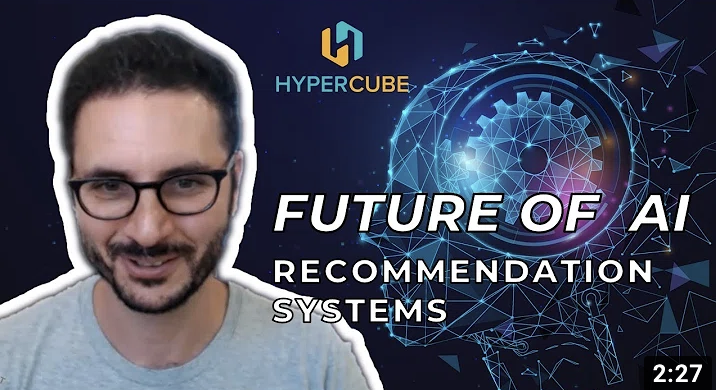 HYPERCUBE
FUTURE OF AI
RECOMMENDATION
SYSTEMS
2:27